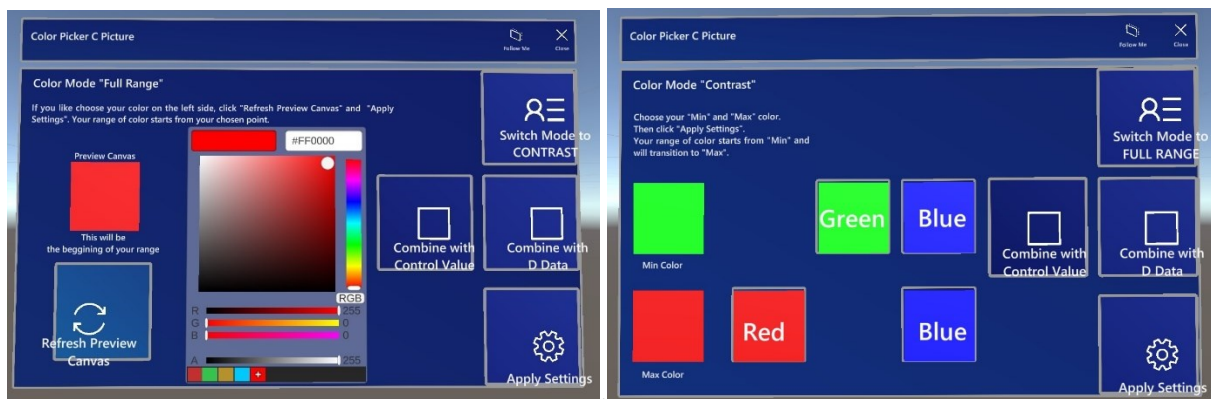 Color Picker C Picture
Follow Me
Close
Color Mode "Full Range"
If you like choose your color on the left side, click "Refresh Preview Canvas" and "Apply
Settings". Your range of color starts from your chosen point.
Preview Canvas
This will be
the beggining of your range
Refresh Preview
Canvas
#FF0000
RGB
R
255
G
0
B
0
A
255
+
Switch Mode to
CONTRAST
Combine with
Control Value
Combine with
D Data
Apply Settings
Color Picker C Picture
Follow Me
Close
Color Mode "Contrast"
Choose your "Min" and "Max" color.
Then click "Apply Settings".
Your range of color starts from "Min" and
will transition to "Max".
Switch Mode to
FULL RANGE
Green
Blue
Min Color
Combine with
Control Value
Combine with
D Data
Red
Blue
Max Color
Apply Settings